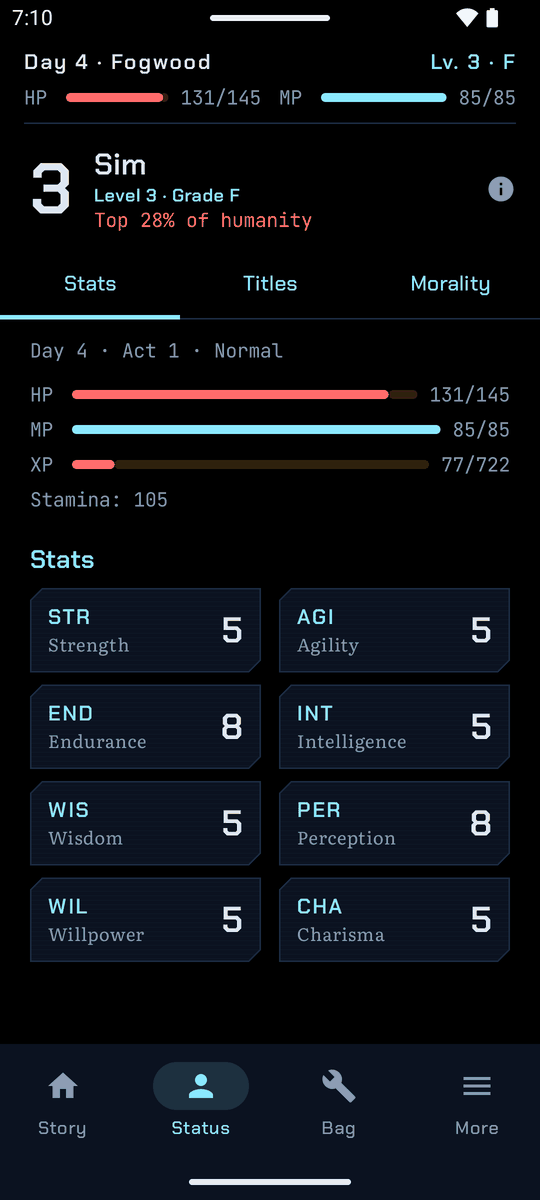 7:10
Day 4 · Fogwood
Lv. 3 · F
HP 131/145 MP 85/85
3
Sim
Level 3 · Grade F
Top 28% of humanity
Stats Titles Morality
Day 4 · Act 1 · Normal
HP 131/145
MP 85/85
XP 77/722
Stamina: 105
Stats
STR
Strength
5
AGI
Agility
5
END
Endurance
8
INT
Intelligence
5
WIS
Wisdom
5
PER
Perception
8
WIL
Willpower
5
CHA
Charisma
5
Story Status Bag More